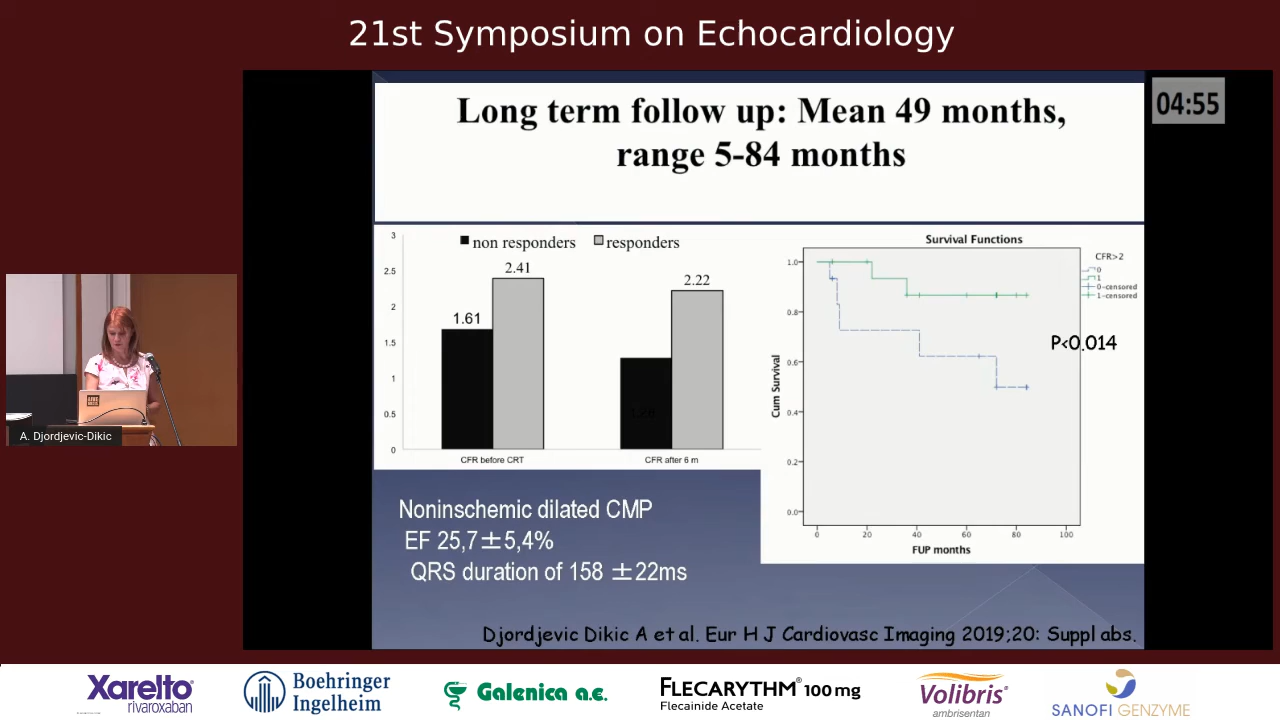 21st Symposium on Echocardiology
04:55
Long term follow up: Mean 49 months,
range 5-84 months
non responders
responders
3
2.5
2
1.5
1
0.5
0
1.61
2.41
1.28
2.22
CFR before CRT
CFR after 6 m
Survival Functions
Cum Survival
1.0
0.8
0.6
0.4
0.2
0.0
0
20
40
60
80
100
FUP months
CFR>2
0
1
0-censored
1-censored
P<0.014
Noninschemic dilated CMP
EF 25,7±5,4%
QRS duration of 158 ±22ms
Djordjevic Dikic A et al. Eur H J Cardiovasc Imaging 2019;20: Suppl abs.
A. Djordjevic-Dikic
Xarelto®
rivaroxaban
Boehringer
Ingelheim
Galenica a.e.
FLECARYTHM® 100 mg
Flecainide Acetate
Volibris®
ambrisentan
SANOFI GENZYME